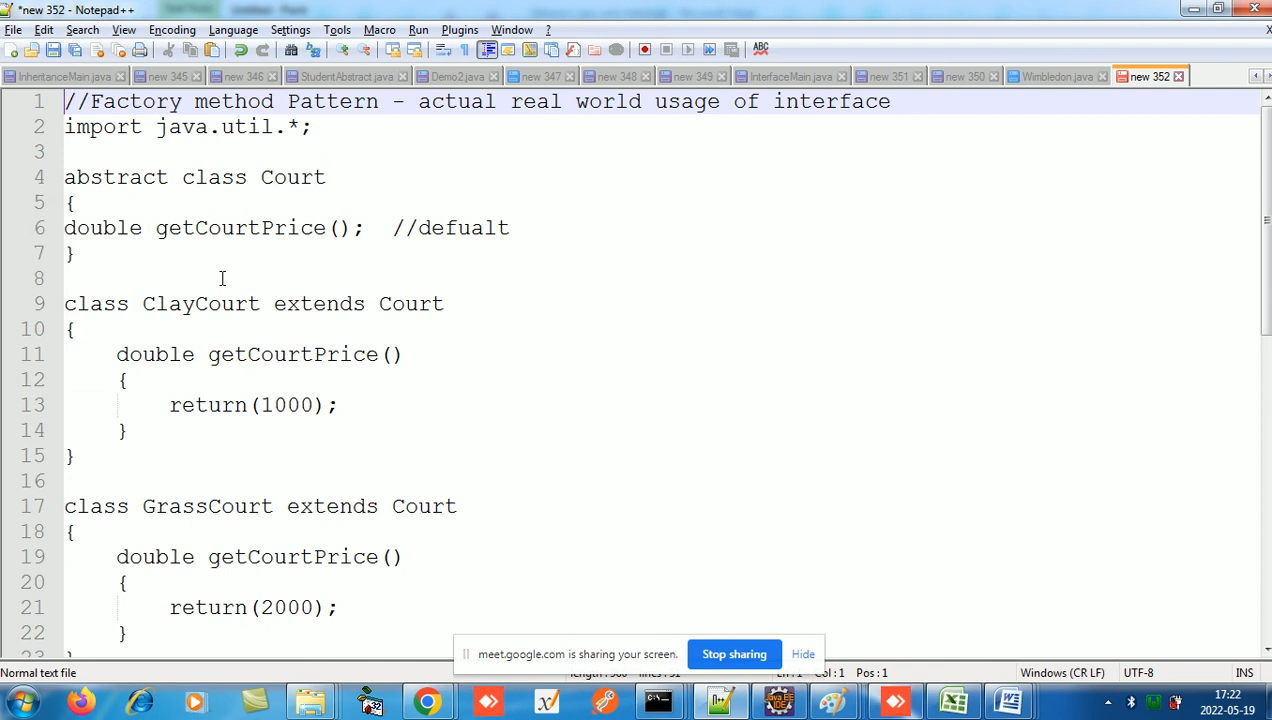 *new 352 - Notepad++
File Edit Search View Encoding Language Settings Tools Macro Run Plugins Window ?
InheritanceMain.java new 345 new 346 StudentAbstract.java Demo2.java new 347 new 348 new 349 InterfaceMain.java new 351 new 350 Wimbledon.java new 352
1 //Factory method Pattern - actual real world usage of interface
2 import java.util.*;
3
4 abstract class Court
5 {
6 double getCourtPrice(); //defualt
7 }
8
9 class ClayCourt extends Court
10 {
11 double getCourtPrice()
12 {
13 return(1000);
14 }
15 }
16
17 class GrassCourt extends Court
18 {
19 double getCourtPrice()
20 {
21 return(2000);
22 }
23 }
meet.google.com is sharing your screen. Stop sharing Hide
Normal text file Col : 1 Pos : 1 Windows (CR LF) UTF-8 INS
17:22
2022-05-19